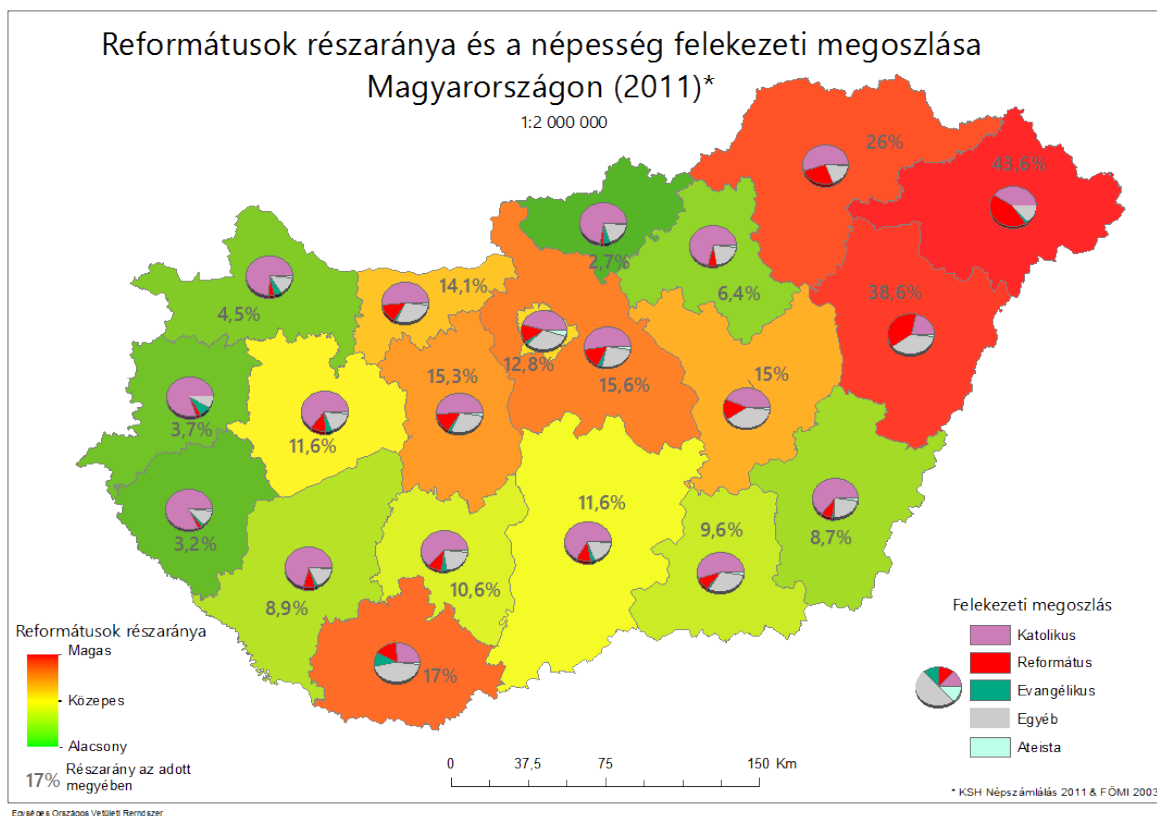 Reformátusok részaránya és a népesség felekezeti megoszlása
Magyarországon (2011)*
1:2 000 000
26%
43,6%
2,7%
6,4%
38,6%
14,1%
4,5%
12,8%
15,6%
15%
15,3%
3,7%
11,6%
3,2%
11,6%
9,6%
8,7%
8,9%
10,6%
17%
Reformátusok részaránya
Magas
Közepes
Alacsony
17% Részarány az adott
megyében
0 37,5 75 150 Km
Felekezeti megoszlás
Katolikus
Református
Evangélikus
Egyéb
Ateista
* KSH Népszámlálás 2011 & FÖMI 2003
Egységes Országos Vetületi Rendszer